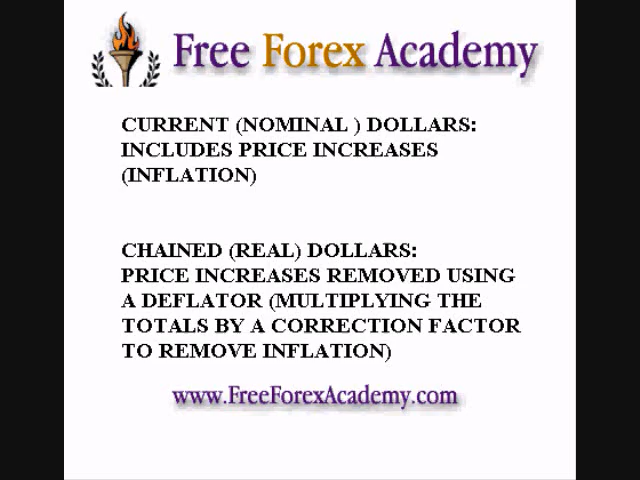 Free Forex Academy
CURRENT (NOMINAL ) DOLLARS:
INCLUDES PRICE INCREASES
(INFLATION)
CHAINED (REAL) DOLLARS:
PRICE INCREASES REMOVED USING
A DEFLATOR (MULTIPLYING THE
TOTALS BY A CORRECTION FACTOR
TO REMOVE INFLATION)
www.FreeForexAcademy.com